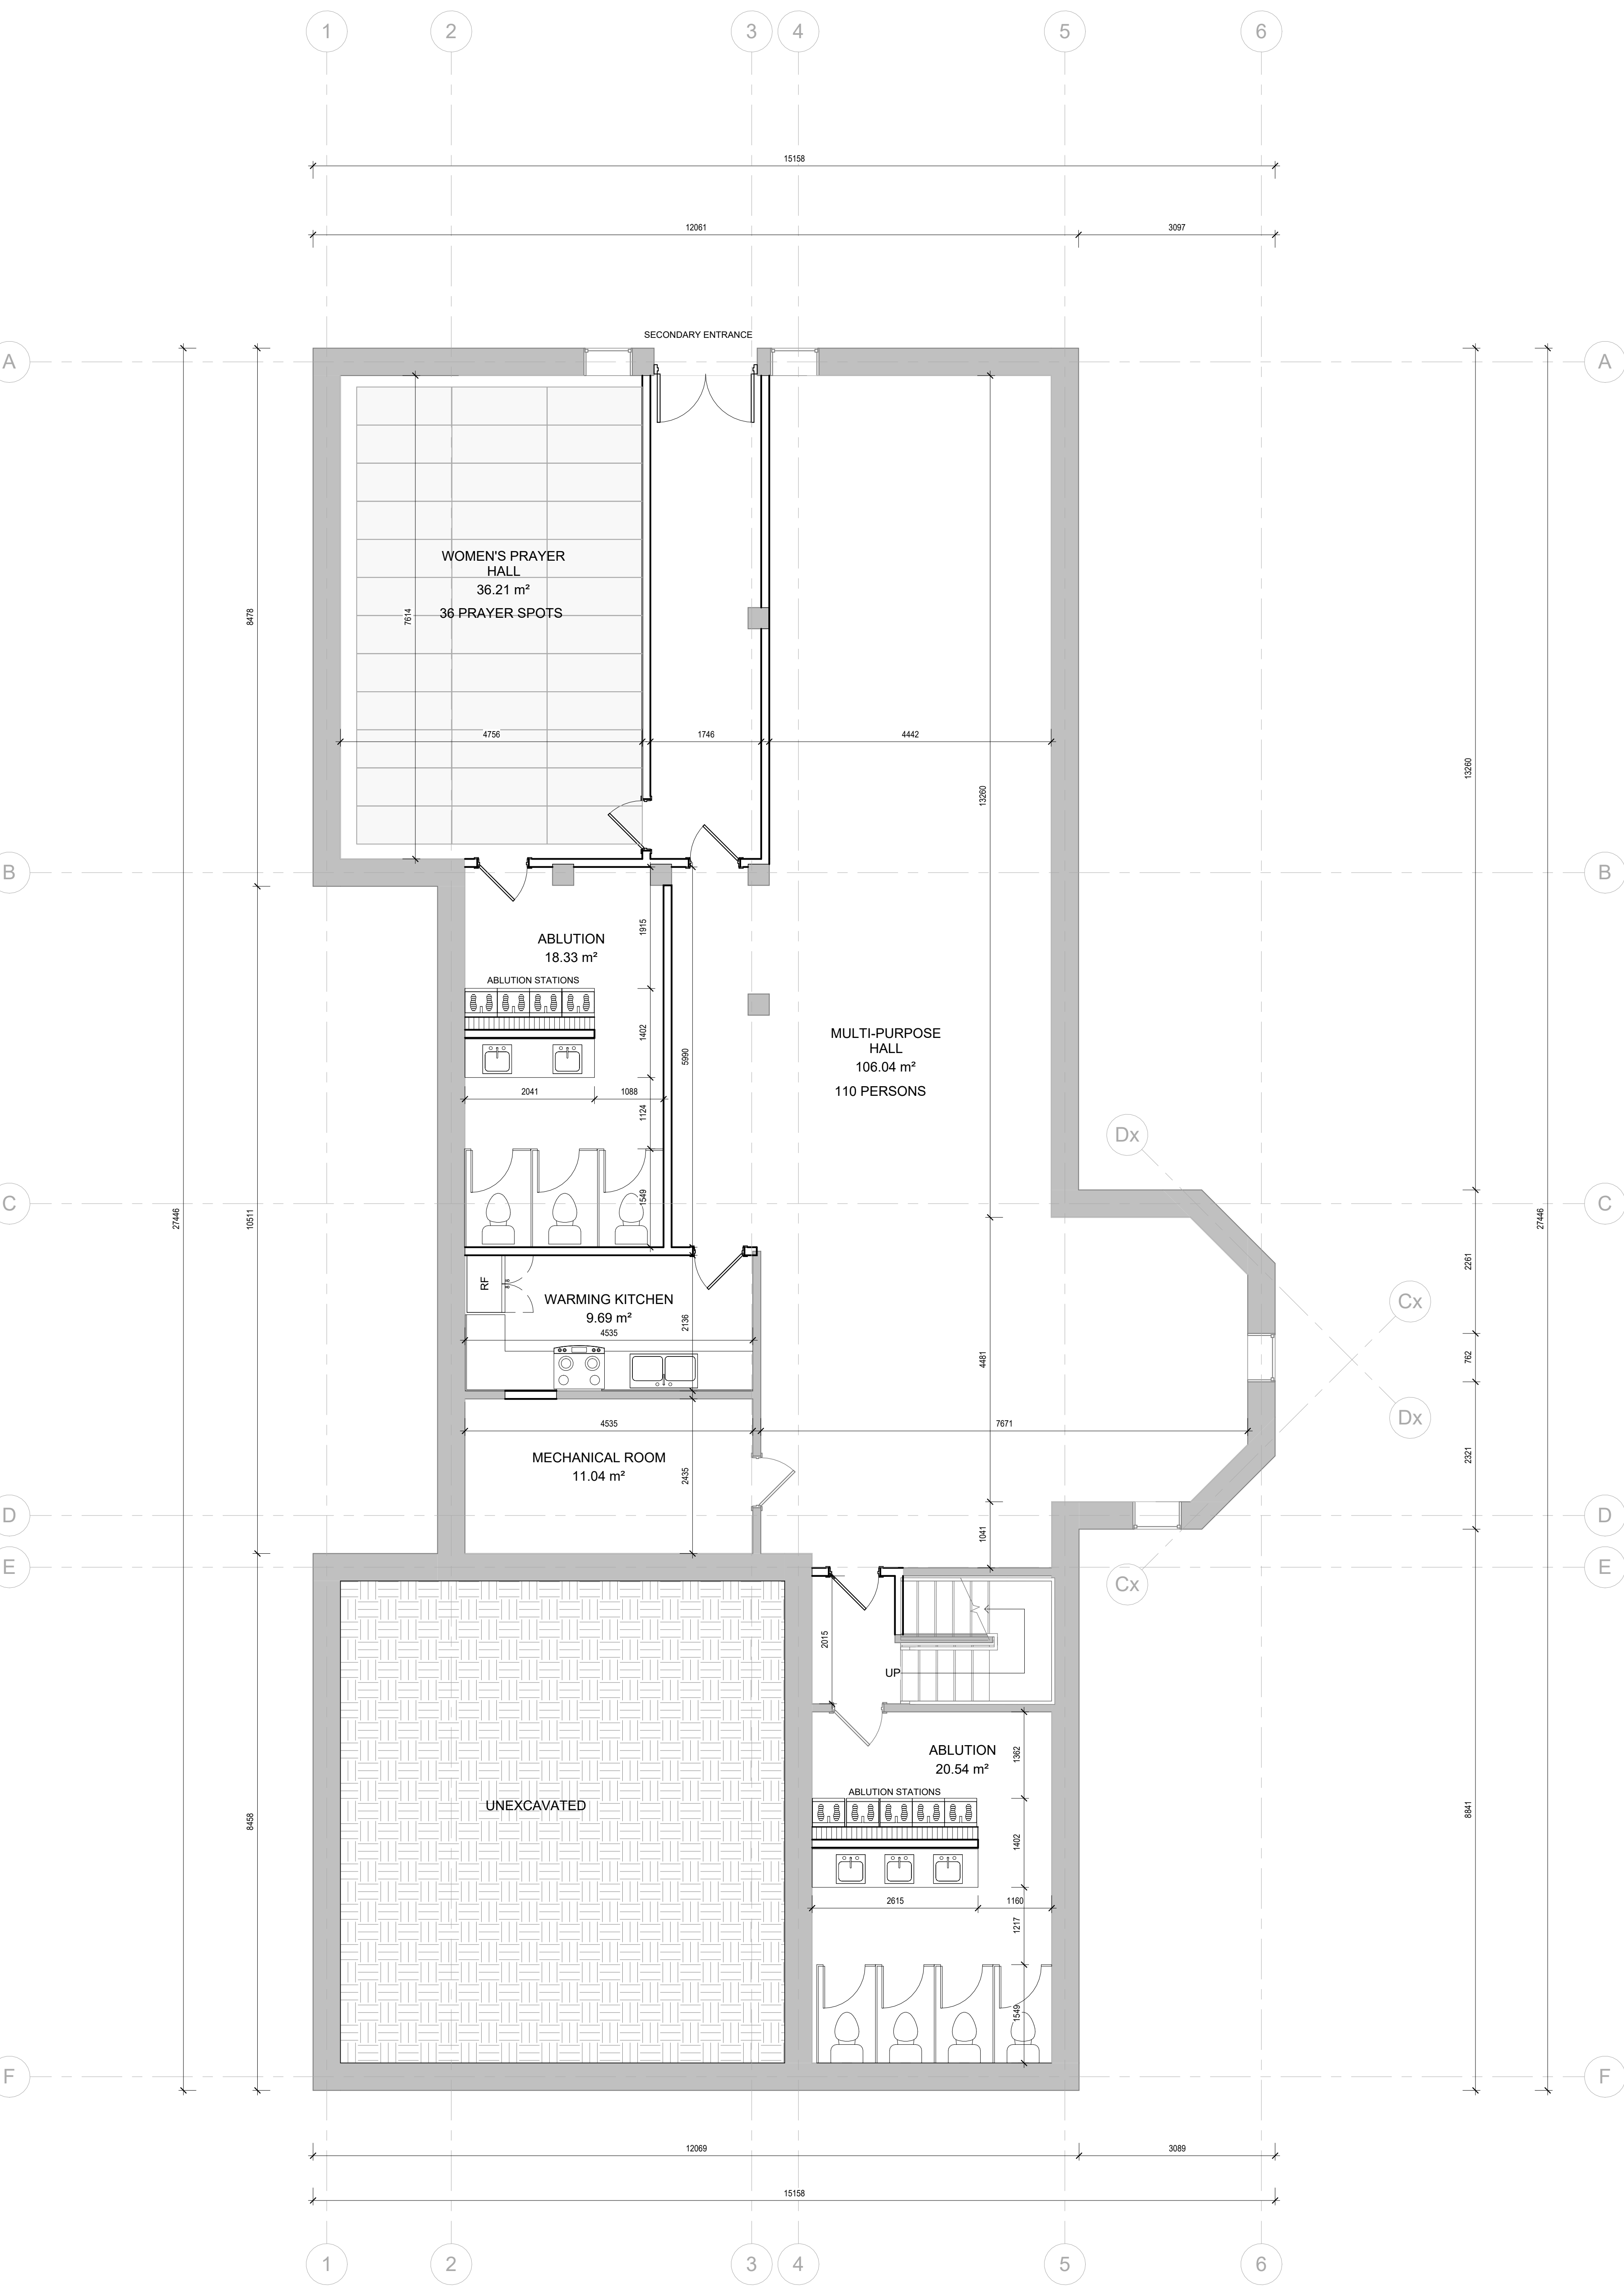 1 2 3 4 5 6
15158
12061 3097
SECONDARY ENTRANCE
A A
WOMEN'S PRAYER
HALL
36.21 m²
36 PRAYER SPOTS
7614
8478
4756 1746 4442
13260
13260
B B
1915
ABLUTION
18.33 m²
ABLUTION STATIONS
1402
5990
MULTI-PURPOSE
HALL
106.04 m²
110 PERSONS
2041 1088
1124
Dx
C C
1549
27446
10511
27446
2261
RF
WARMING KITCHEN
9.69 m²
4535
2136
Cx
4481
762
Dx
4535 7671
MECHANICAL ROOM
11.04 m²
2435
2321
D D
1041
E E
Cx
2015
UP
ABLUTION
20.54 m²
1362
ABLUTION STATIONS
UNEXCAVATED
8458
8841
1402
2615 1160
1217
1549
F F
12069 3089
15158
1 2 3 4 5 6